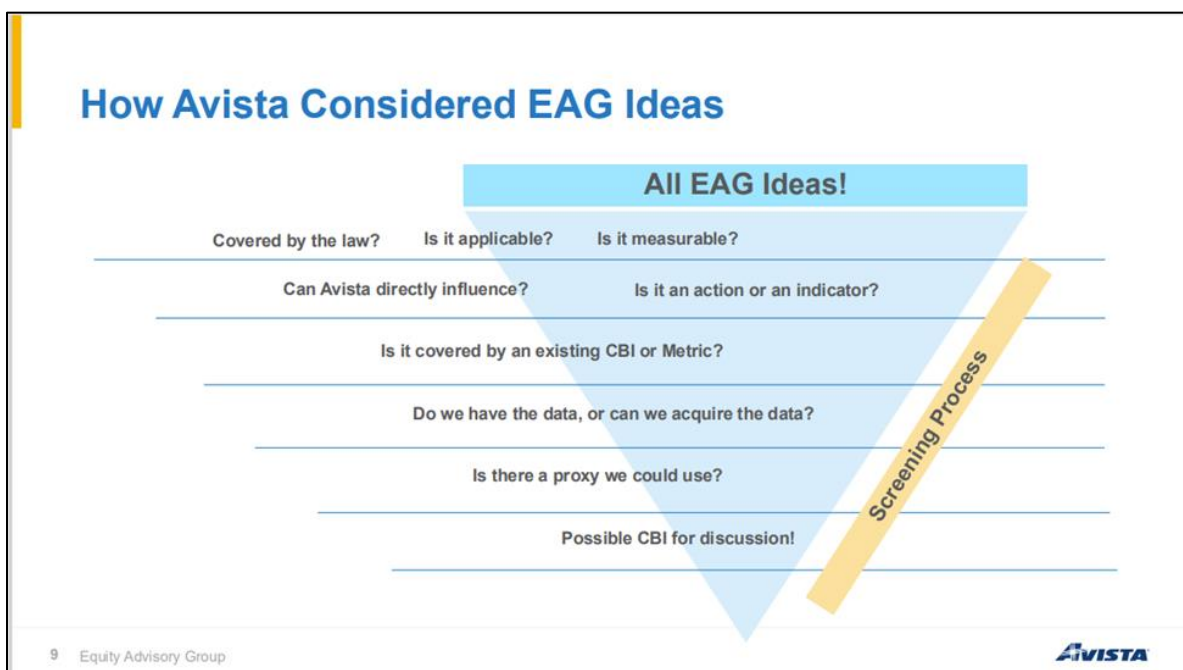 How Avista Considered EAG Ideas
All EAG Ideas!
Covered by the law? Is it applicable? Is it measurable?
Can Avista directly influence? Is it an action or an indicator?
Is it covered by an existing CBI or Metric?
Do we have the data, or can we acquire the data?
Is there a proxy we could use?
Possible CBI for discussion!
Screening Process
9 Equity Advisory Group
AVISTA